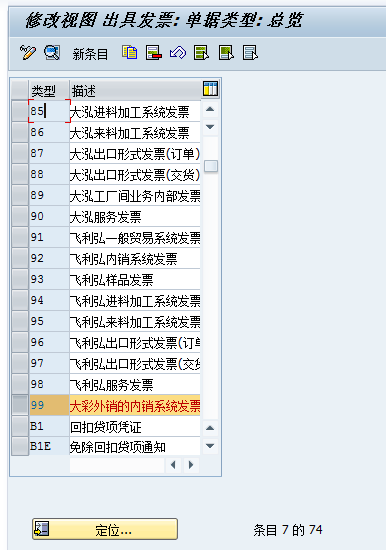 修改视图 出具发票: 单据类型: 总览
新条目
类型 描述
85 大泓进料加工系统发票
86 大泓来料加工系统发票
87 大泓出口形式发票(订单)
88 大泓出口形式发票(交货)
89 大泓工厂间业务内部发票
90 大泓服务发票
91 飞利弘一般贸易系统发票
92 飞利弘内销系统发票
93 飞利弘样品发票
94 飞利弘进料加工系统发票
95 飞利弘来料加工系统发票
96 飞利弘出口形式发票(订单
97 飞利弘出口形式发票(交货
98 飞利弘服务发票
99 大彩外销的内销系统发票
B1 回扣贷项凭证
B1E 免除回扣贷项通知
定位...
条目 7 的 74